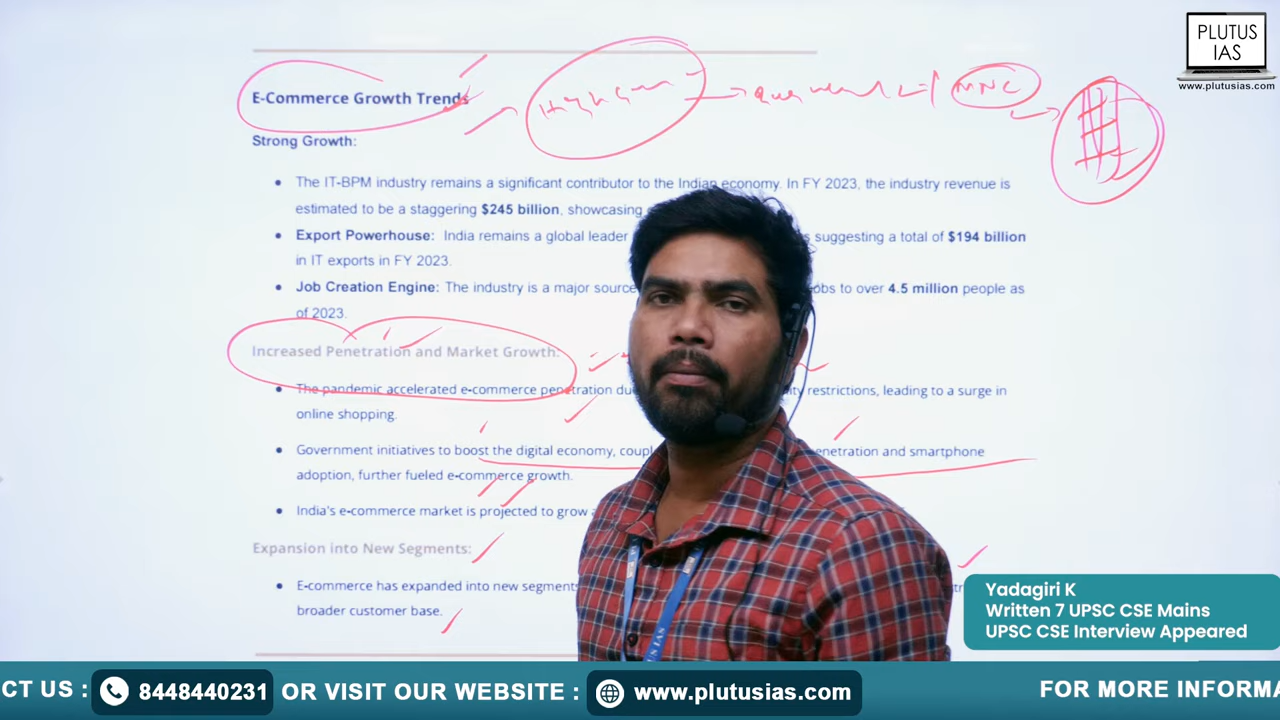 PLUTUS
IAS
www.plutusias.com
MNC
E-Commerce Growth Trends
Strong Growth:
• The IT-BPM industry remains a significant contributor to the Indian economy. In FY 2023, the industry revenue is
estimated to be a staggering $245 billion, showcasing
• Export Powerhouse: India remains a global leader suggesting a total of $194 billion
in IT exports in FY 2023.
• Job Creation Engine: The industry is a major source to over 4.5 million people as
of 2023.
Increased Penetration and Market Growth:
• The pandemic accelerated e-commerce penetration restrictions, leading to a surge in
online shopping.
• Government initiatives to boost the digital economy, and smartphone
adoption, further fueled e-commerce growth.
• India's e-commerce market is projected to grow
Expansion into New Segments:
• E-commerce has expanded into new segments
broader customer base.
Yadagiri K
Written 7 UPSC CSE Mains
UPSC CSE Interview Appeared
CT US : 8448440231 OR VISIT OUR WEBSITE : www.plutusias.com FOR MORE INFORMA